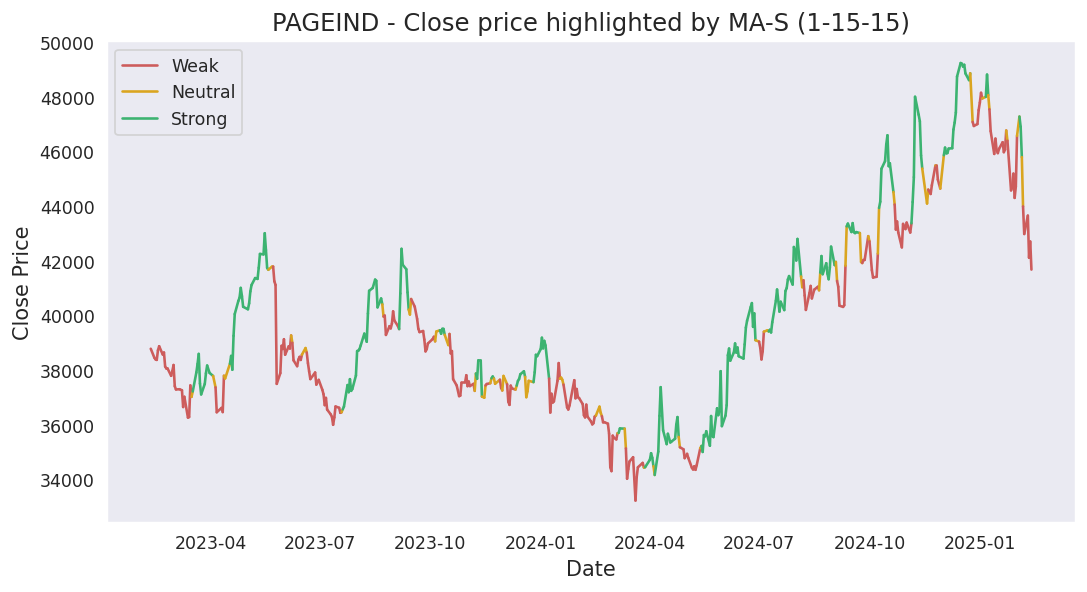 PAGEIND - Close price highlighted by MA-S (1-15-15)
Weak
Neutral
Strong
50000
48000
46000
44000
42000
40000
38000
36000
34000
Close Price
2023-04 2023-07 2023-10 2024-01 2024-04 2024-07 2024-10 2025-01
Date